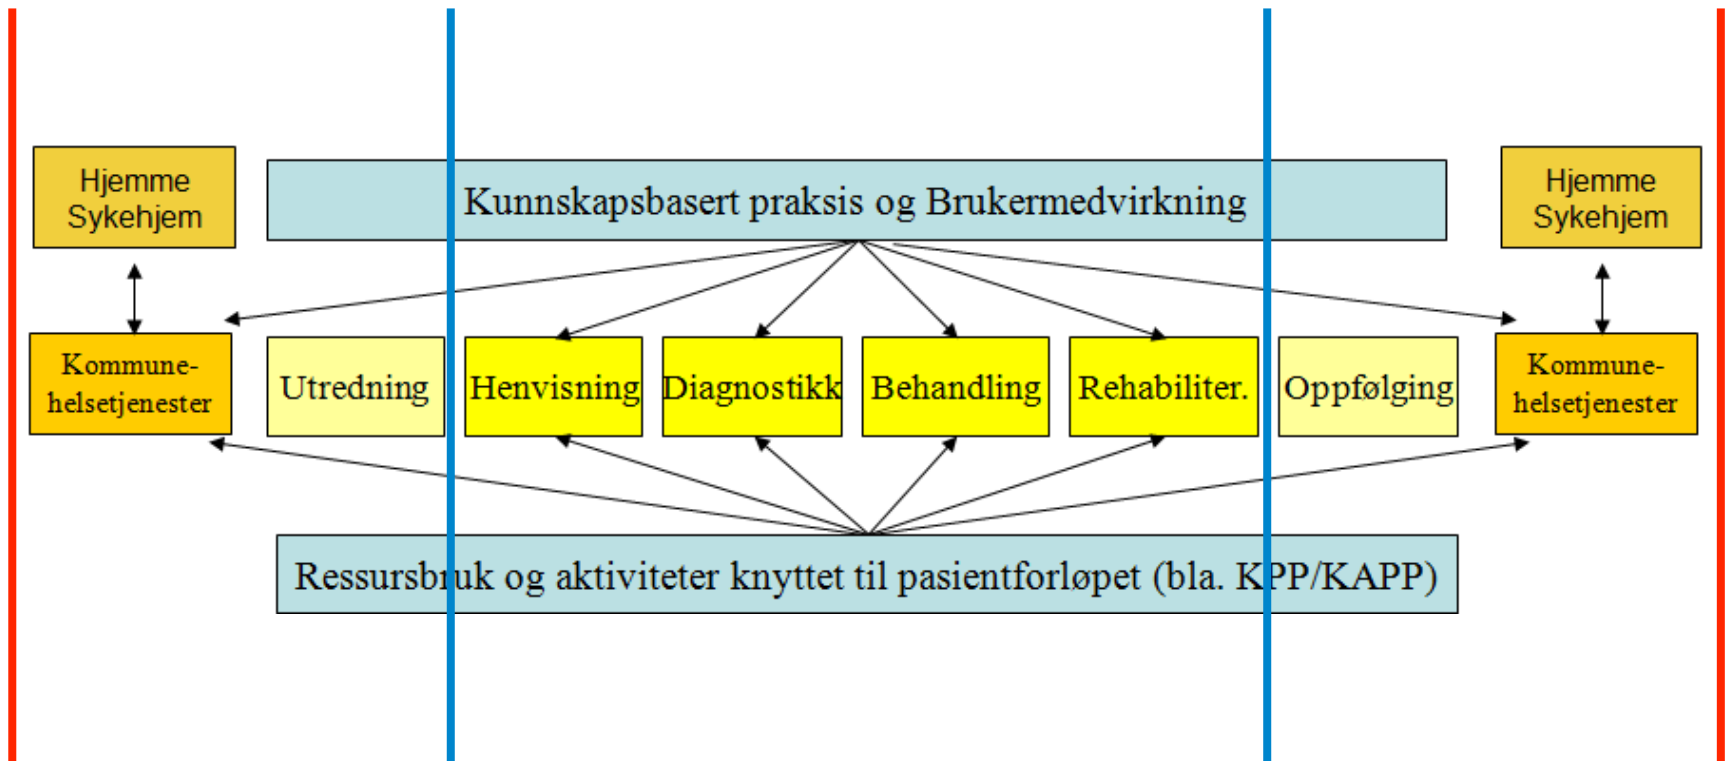 Hjemme
Sykehjem
Kunnskapsbasert praksis og Brukermedvirkning
Hjemme
Sykehjem
Kommune-
helsetjenester
Utredning
Henvisning
Diagnostikk
Behandling
Rehabiliter.
Oppfølging
Kommune-
helsetjenester
Ressursbruk og aktiviteter knyttet til pasientforløpet (bla. KPP/KAPP)